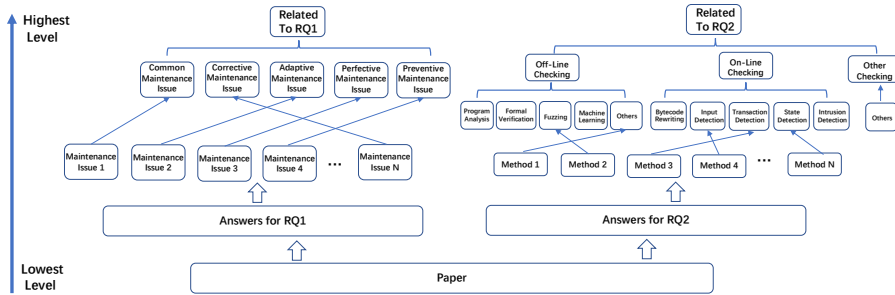 Highest
Level
Related
To RQ1
Common
Maintenance
Issue
Corrective
Maintenance
Issue
Adaptive
Maintenance
Issue
Perfective
Maintenance
Issue
Preventive
Maintenance
Issue
Maintenance
Issue 1
Maintenance
Issue 2
Maintenance
Issue 3
Maintenance
Issue 4
...
Maintenance
Issue N
Answers for RQ1
Related
To RQ2
Off-Line
Checking
On-Line
Checking
Other
Checking
Program
Analysis
Formal
Verification
Fuzzing
Machine
Learning
Others
Bytecode
Rewriting
Input
Detection
Transaction
Detection
State
Detection
Intrusion
Detection
Others
Method 1
Method 2
Method 3
Method 4
...
Method N
Answers for RQ2
Lowest
Level
Paper